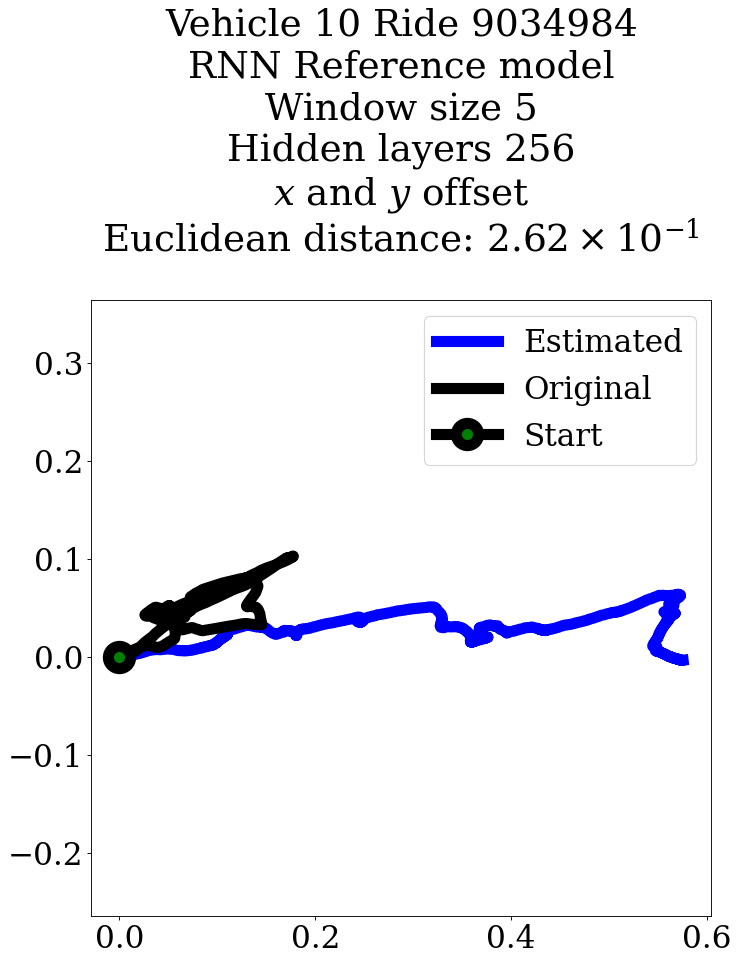 Vehicle 10 Ride 9034984
RNN Reference model
Window size 5
Hidden layers 256
x and y offset
Euclidean distance: 2.62 × 10⁻¹
Estimated
Original
Start
0.3
0.2
0.1
0.0
−0.1
−0.2
0.0 0.2 0.4 0.6